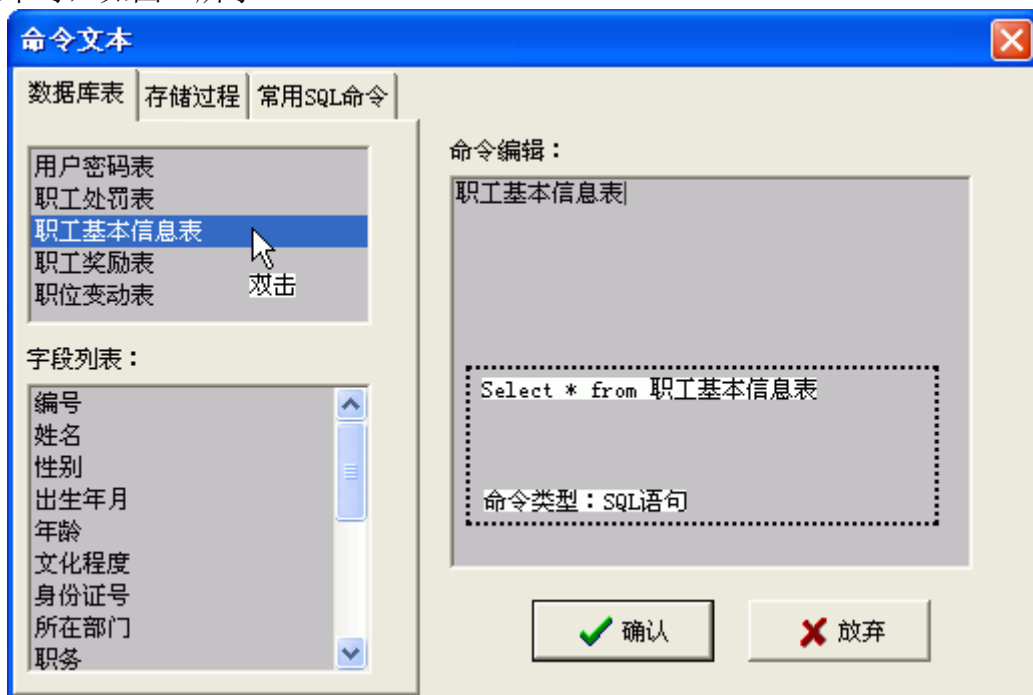 命令文本
数据库表 存储过程 常用SQL命令
用户密码表
职工处罚表
职工基本信息表
职工奖励表
职位变动表
双击
字段列表：
编号
姓名
性别
出生年月
年龄
文化程度
身份证号
所在部门
职务
命令编辑：
职工基本信息表
Select * from 职工基本信息表
命令类型：SQL语句
确认
放弃